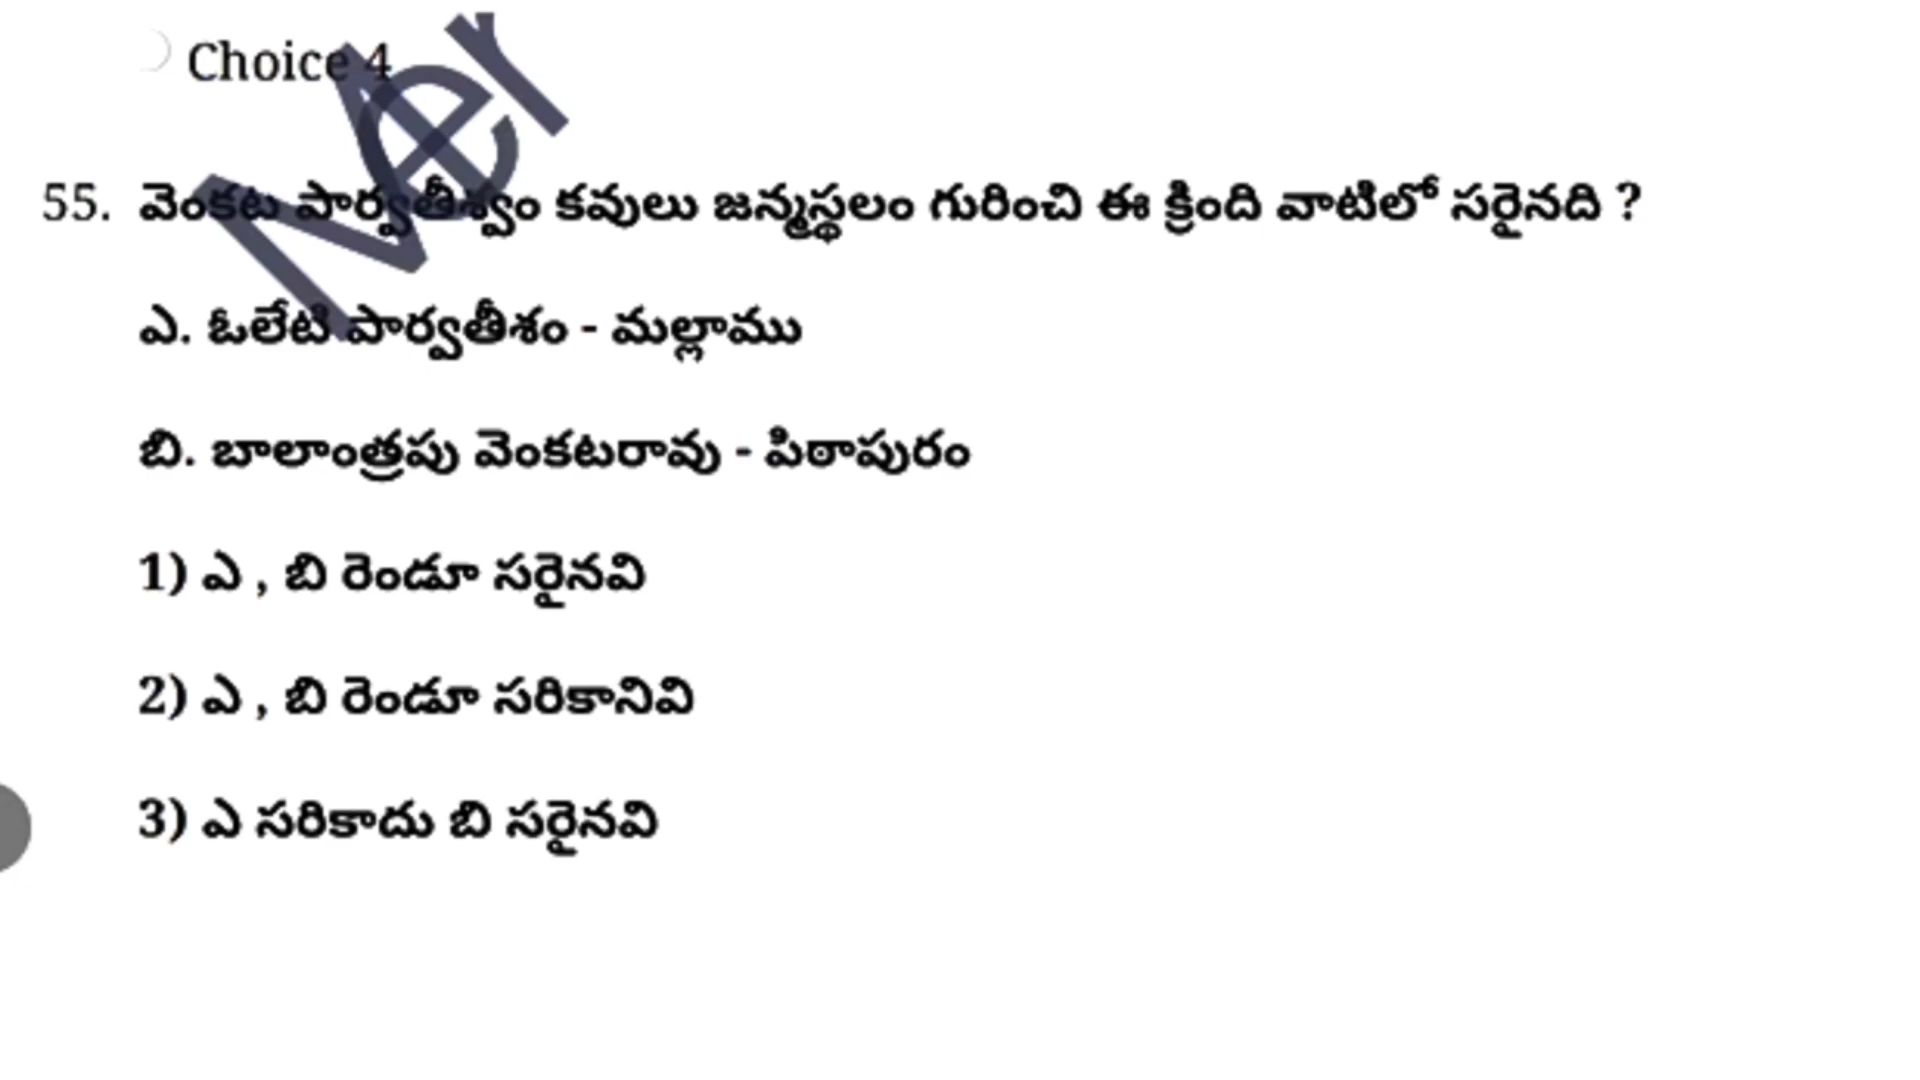 Choice 4
Mer
55. వెంకట పార్వతీశ్వం కవులు జన్మస్థలం గురించి ఈ క్రింది వాటిలో సరైనది ?
ఎ. ఓలేటి పార్వతీశం - మల్లాము
బి. బాలాంత్రపు వెంకటరావు - పిఠాపురం
1) ఎ , బి రెండూ సరైనవి
2) ఎ , బి రెండూ సరికానివి
3) ఎ సరికాదు బి సరైనవి